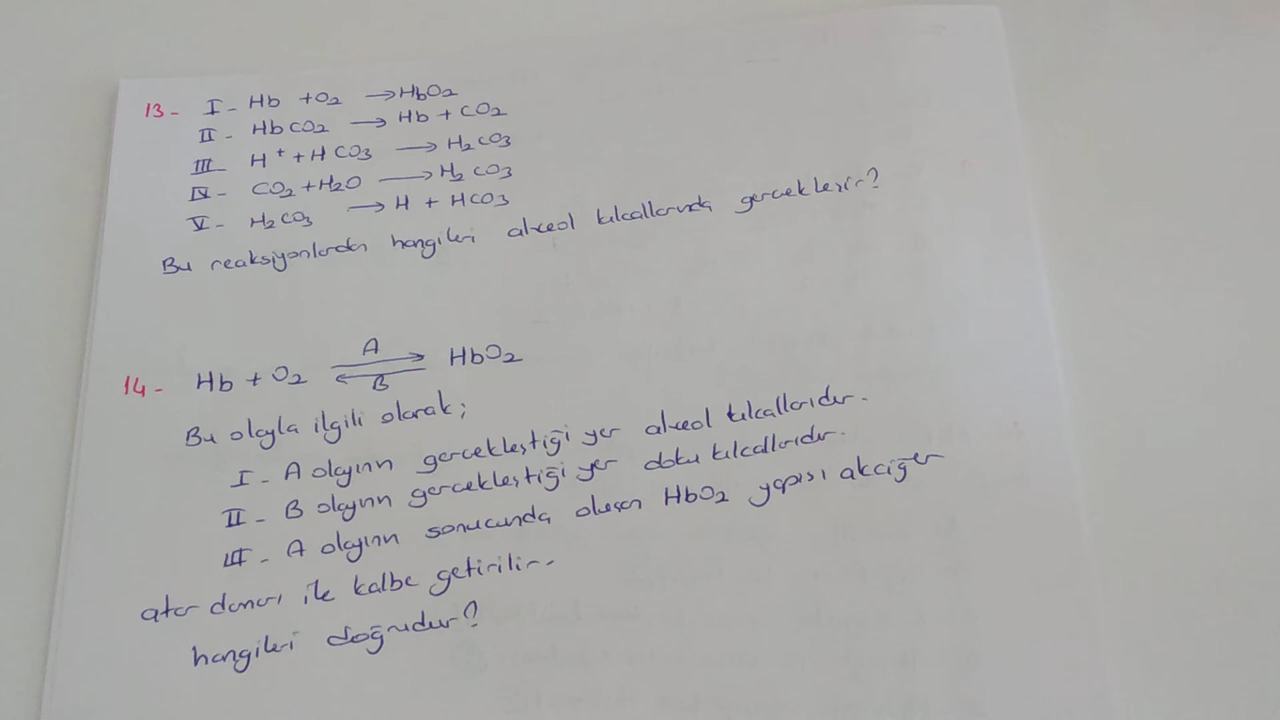 13- I- Hb + O2 → HbO2
II- HbCO2 → Hb + CO2
III H+ + HCO3 → H2CO3
IV- CO2 + H2O → H2CO3
V- H2CO3 → H + HCO3
Bu reaksiyonlardan hangileri alveol kılcallarında gerçekleşir?
14- Hb + O2 ⇌ HbO2
A
B
Bu olayla ilgili olarak;
I- A olayının gerçekleştiği yer alveol kılcallarıdır.
II- B olayının gerçekleştiği yer doku kılcallarıdır.
III- A olayının sonucunda oluşan HbO2 yapısı akciğer
atar damarı ile kalbe getirilir.
hangileri doğrudur?